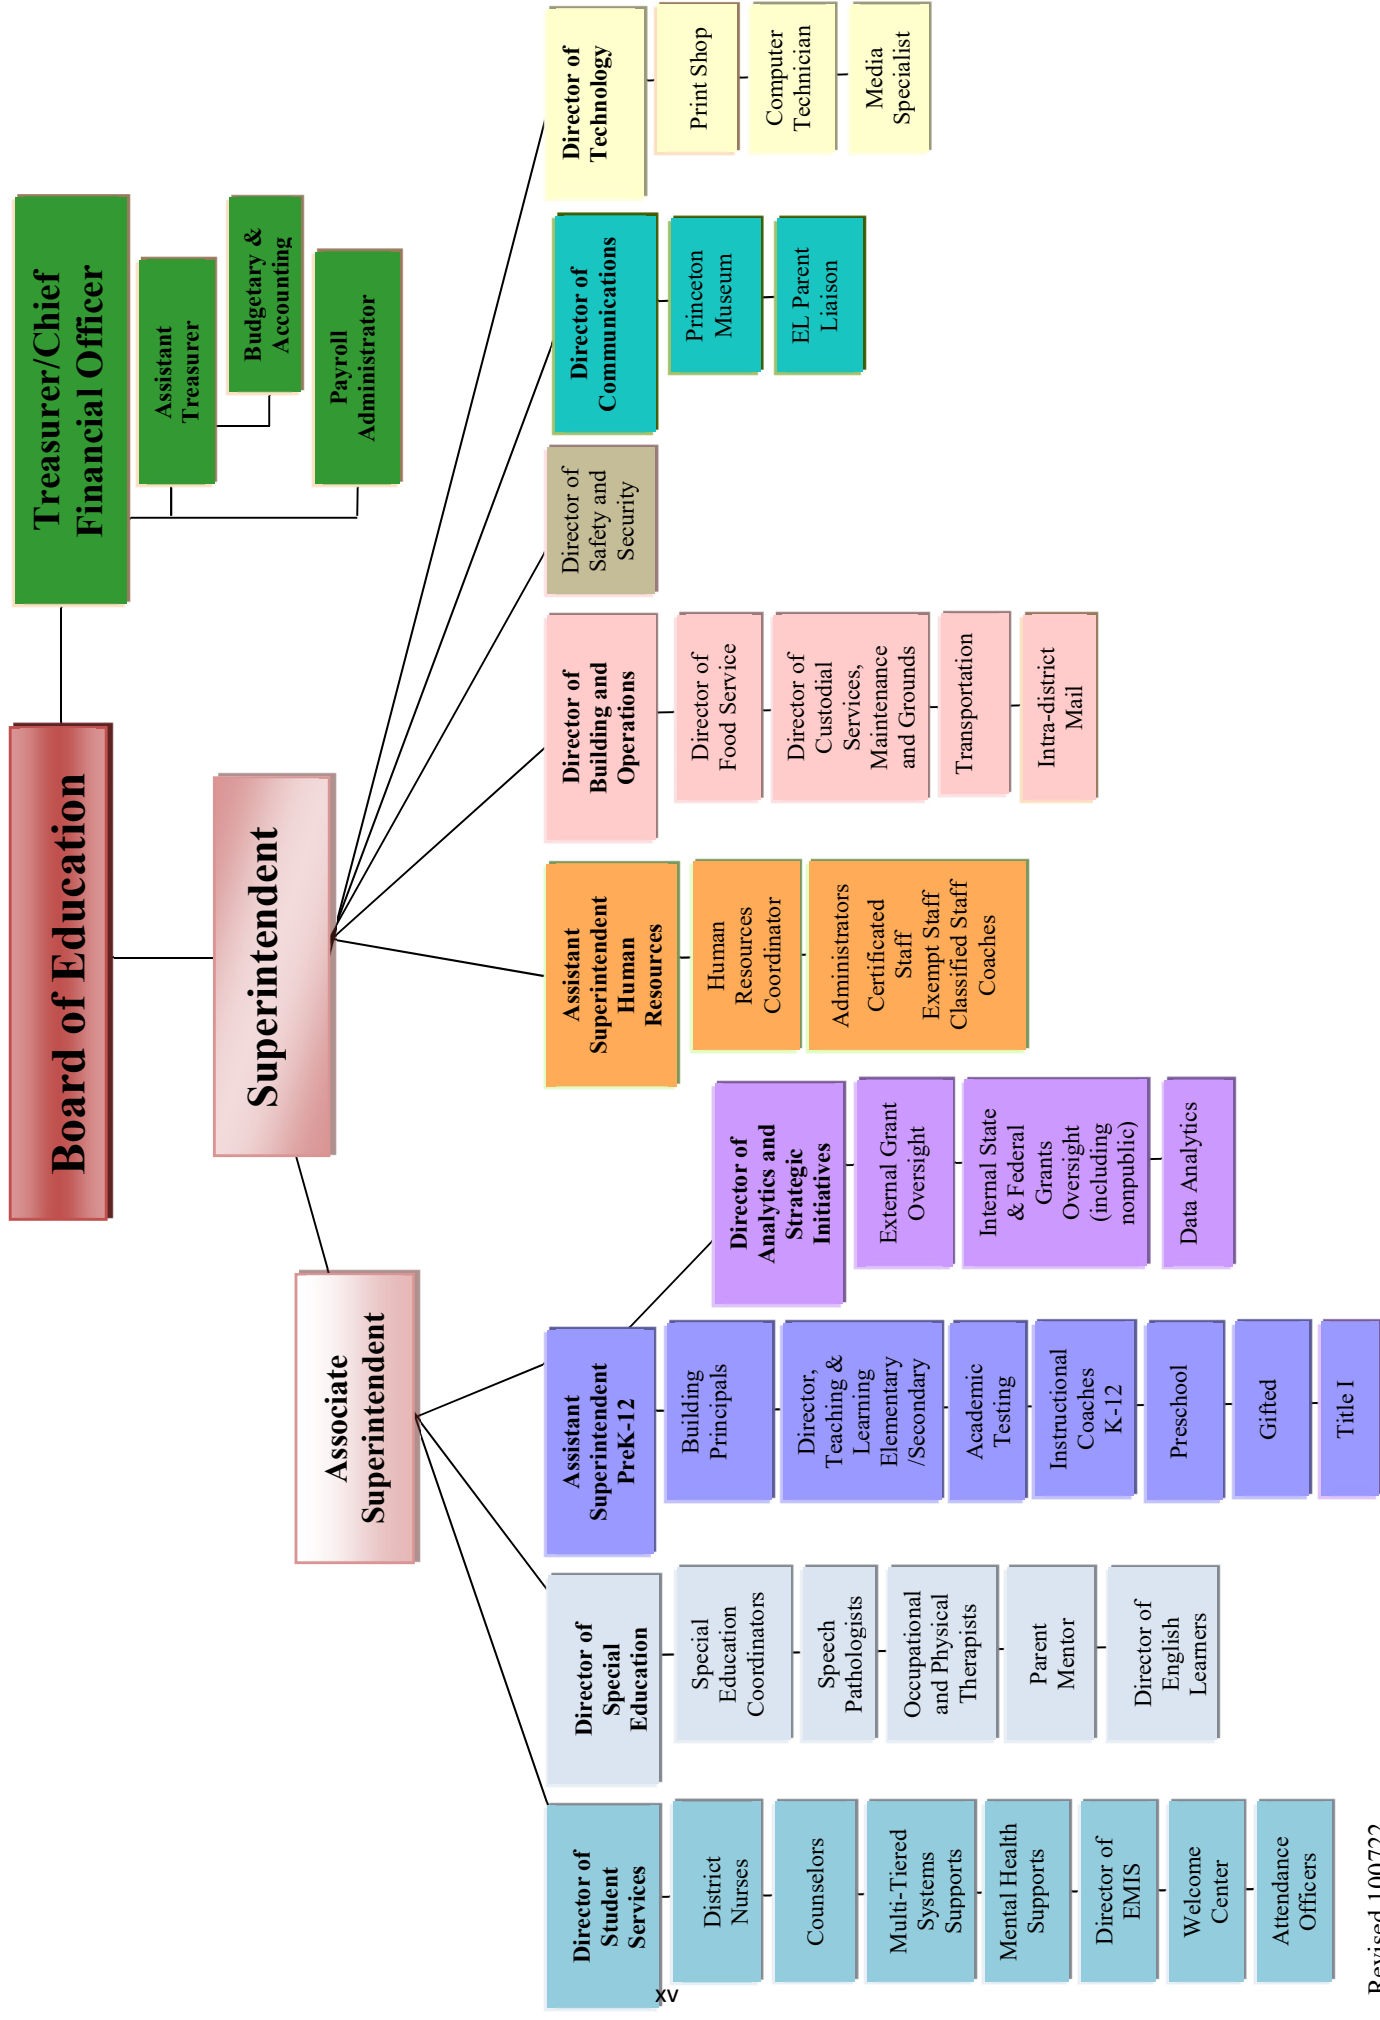 Board of Education
Treasurer/Chief
Financial Officer
Assistant
Treasurer
Budgetary &
Accounting
Payroll
Administrator
Superintendent
Associate
Superintendent
Director of
Student
Services
District
Nurses
Counselors
Multi-Tiered
Systems
Supports
Mental Health
Supports
Director of
EMIS
Welcome
Center
Attendance
Officers
Director of
Special
Education
Special
Education
Coordinators
Speech
Pathologists
Occupational
and Physical
Therapists
Parent
Mentor
Director of
English
Learners
Assistant
Superintendent
PreK-12
Building
Principals
Director,
Teaching &
Learning
Elementary
/Secondary
Academic
Testing
Instructional
Coaches
K-12
Preschool
Gifted
Title I
Director of
Analytics and
Strategic
Initiatives
External Grant
Oversight
Internal State
& Federal
Grants
Oversight
(including
nonpublic)
Data Analytics
Assistant
Superintendent
Human
Resources
Human
Resources
Coordinator
Administrators
Certificated
Staff
Exempt Staff
Classified Staff
Coaches
Director of
Building and
Operations
Director of
Food Service
Director of
Custodial
Services,
Maintenance
and Grounds
Transportation
Intra-district
Mail
Director of
Safety and
Security
Director of
Communications
Princeton
Museum
EL Parent
Liaison
Director of
Technology
Print Shop
Computer
Technician
Media
Specialist
Revised 100722
xv